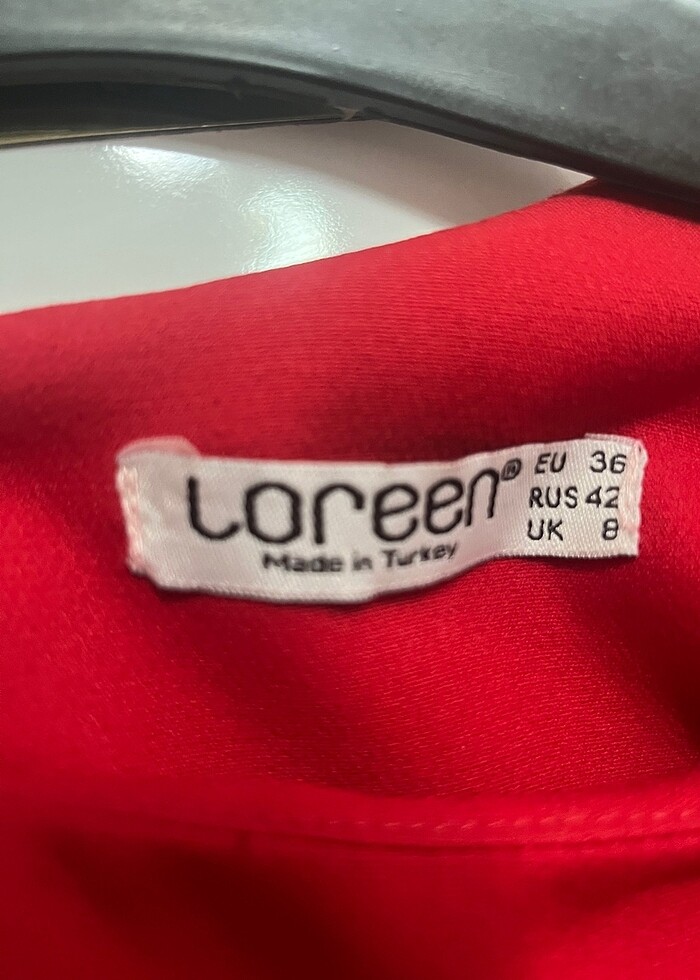 Loreen®
Made in Turkey
EU 36
RUS 42
UK 8